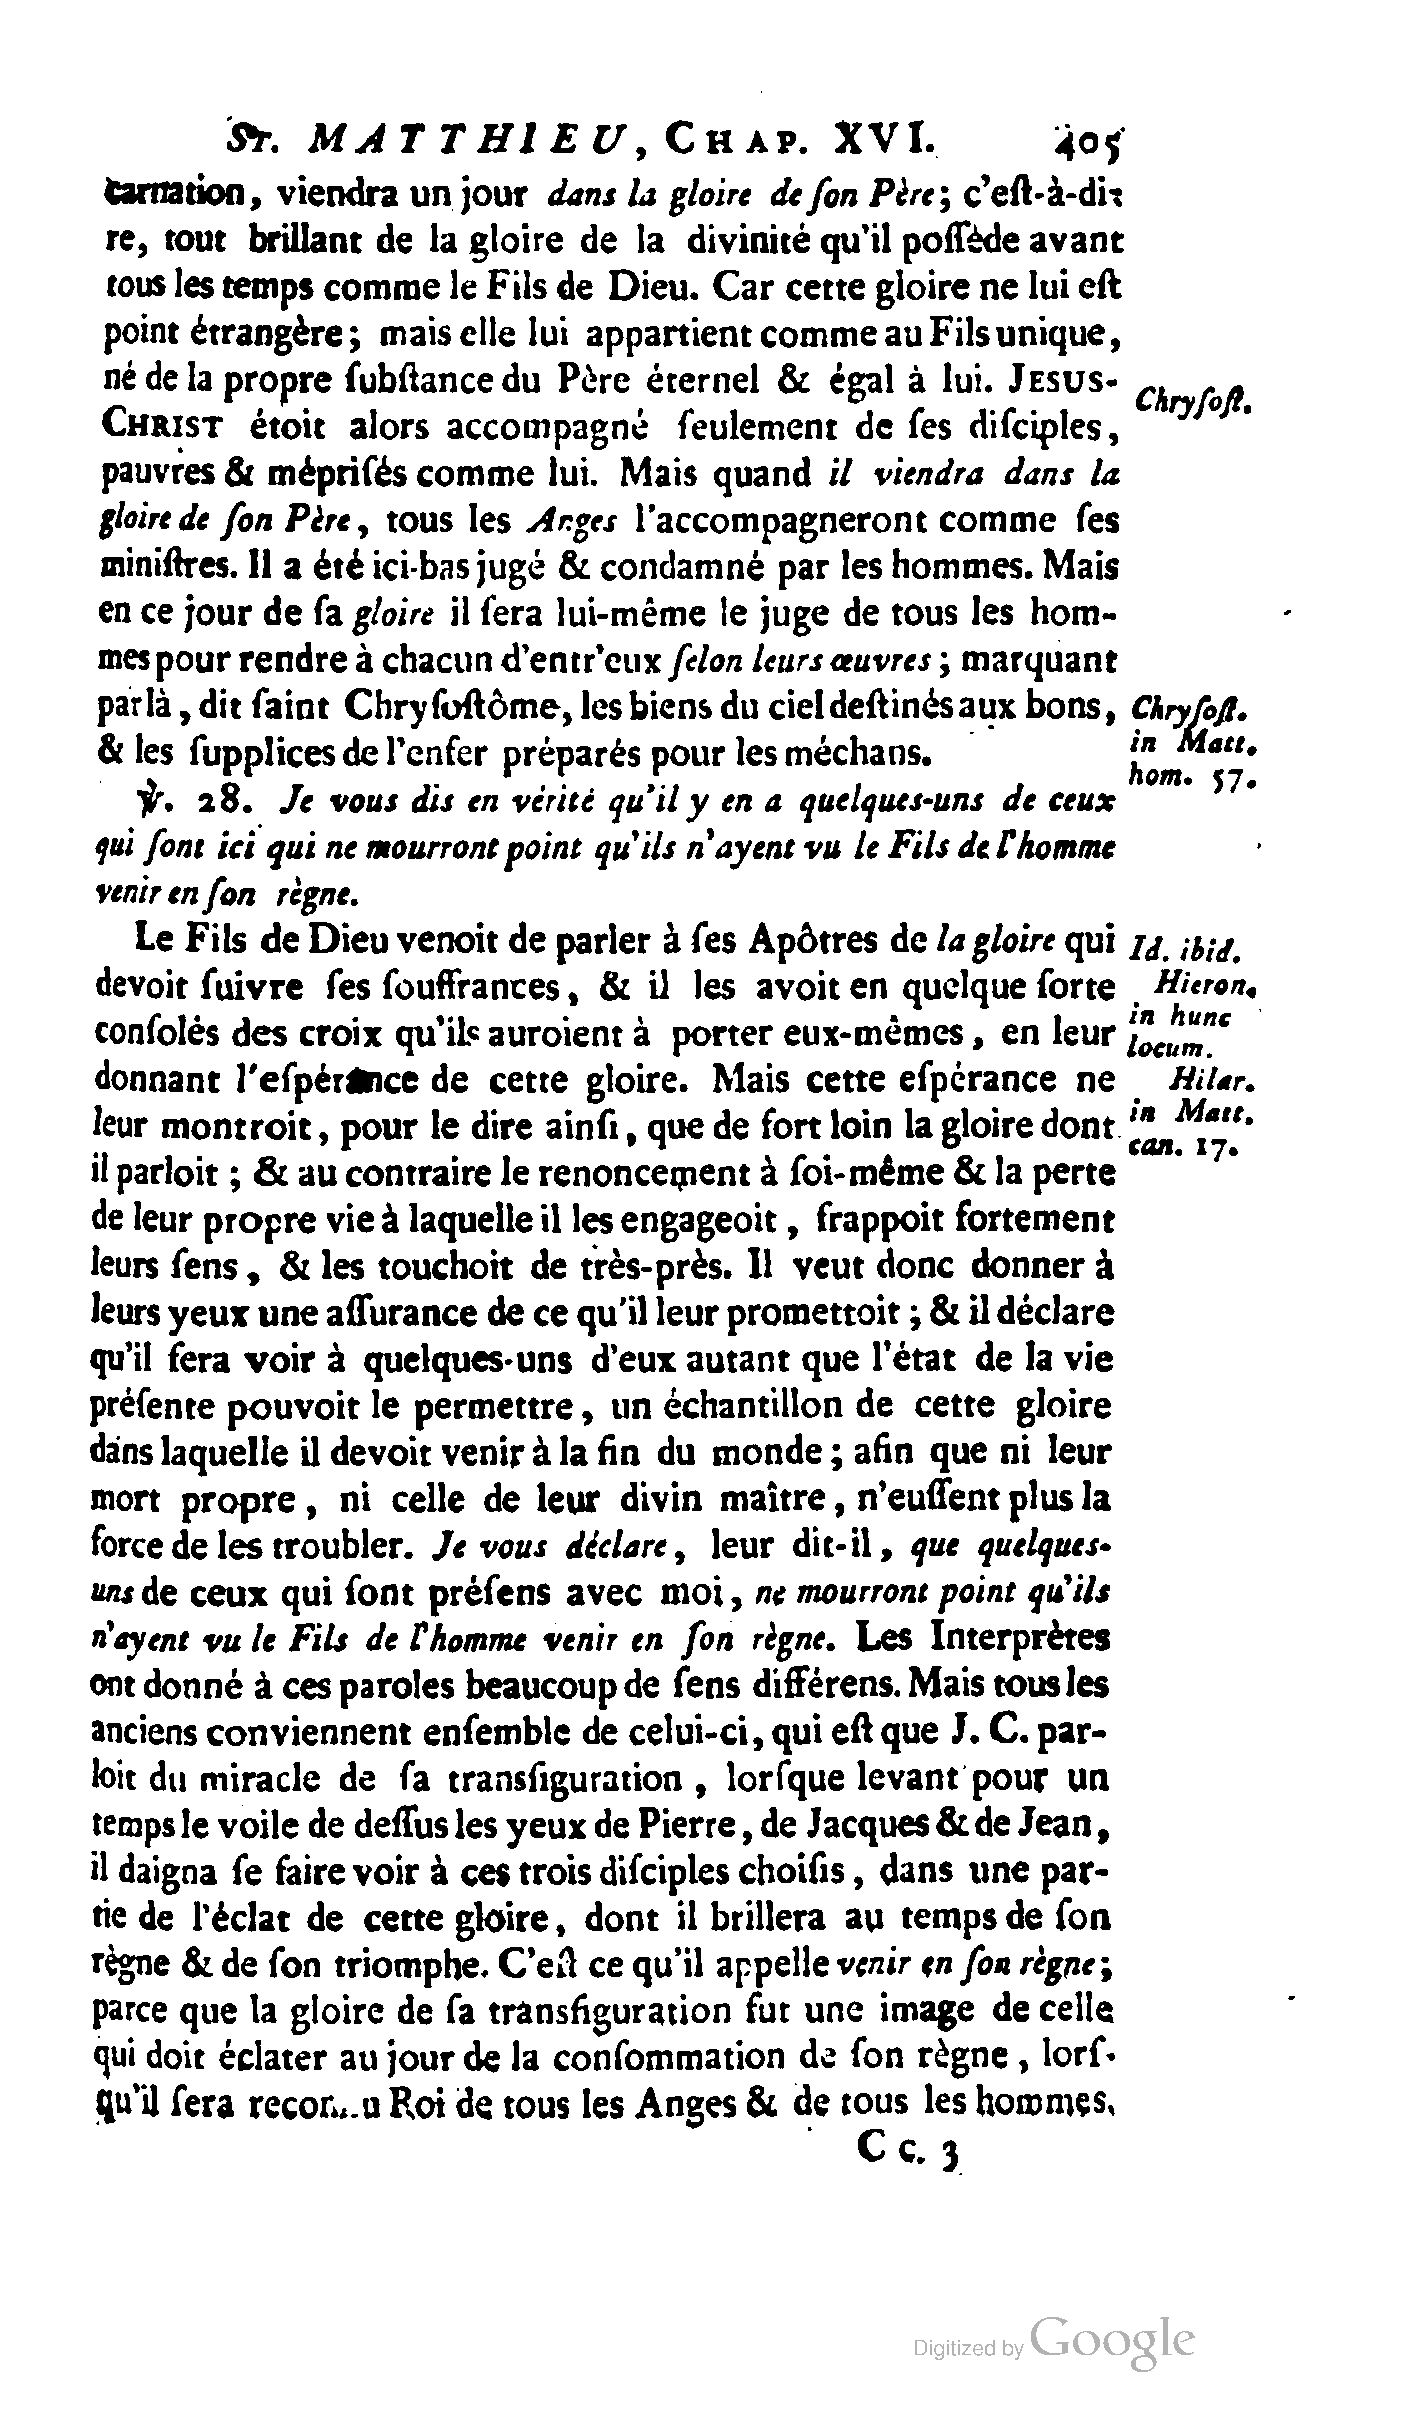 St. MATTHIEU, CHAP. XVI. 405
carnation, viendra un jour dans la gloire de ſon Père; c'eſt-à-di-
re, tout brillant de la gloire de la divinité qu'il poſſède avant
tous les temps comme le Fils de Dieu. Car cette gloire ne lui eſt
point étrangère; mais elle lui appartient comme au Fils unique,
né de la propre ſubſtance du Père éternel & égal à lui. JESUS-
Chryſoſt.
CHRIST étoit alors accompagné ſeulement de ſes diſciples,
pauvres & mépriſés comme lui. Mais quand il viendra dans la
gloire de ſon Père, tous les Anges l'accompagneront comme ſes
miniſtres. Il a été ici-bas jugé & condamné par les hommes. Mais
en ce jour de ſa gloire il ſera lui-même le juge de tous les hom-
mes pour rendre à chacun d'entr'eux ſelon leurs œuvres; marquant
par là, dit ſaint Chryſoſtôme, les biens du ciel deſtinés aux bons,
Chryſoſt.
& les ſupplices de l'enfer préparés pour les méchans.
in Matt.
hom. 57.
℣. 28. Je vous dis en vérité qu'il y en a quelques-uns de ceux
qui ſont ici qui ne mourront point qu'ils n'ayent vu le Fils de l'homme
venir en ſon règne.
Le Fils de Dieu venoit de parler à ſes Apôtres de la gloire qui
Id. ibid.
devoit ſuivre ſes ſouffrances, & il les avoit en quelque ſorte
Hieron.
conſolés des croix qu'ils auroient à porter eux-mêmes, en leur
in hunc
locum.
donnant l'eſpérance de cette gloire. Mais cette eſpérance ne
Hilar.
leur montroit, pour le dire ainſi, que de fort loin la gloire dont
in Matt.
can. 17.
il parloit; & au contraire le renoncement à ſoi-même & la perte
de leur propre vie à laquelle il les engageoit, frappoit fortement
leurs ſens, & les touchoit de très-près. Il veut donc donner à
leurs yeux une aſſurance de ce qu'il leur promettoit; & il déclare
qu'il fera voir à quelques-uns d'eux autant que l'état de la vie
préſente pouvoit le permettre, un échantillon de cette gloire
dans laquelle il devoit venir à la fin du monde; afin que ni leur
mort propre, ni celle de leur divin maître, n'euſſent plus la
force de les troubler. Je vous déclare, leur dit-il, que quelques-
uns de ceux qui ſont préſens avec moi, ne mourront point qu'ils
n'ayent vu le Fils de l'homme venir en ſon règne. Les Interprètes
ont donné à ces paroles beaucoup de ſens différens. Mais tous les
anciens conviennent enſemble de celui-ci, qui eſt que J. C. par-
loit du miracle de ſa transfiguration, lorſque levant pour un
temps le voile de deſſus les yeux de Pierre, de Jacques & de Jean,
il daigna ſe faire voir à ces trois diſciples choiſis, dans une par-
tie de l'éclat de cette gloire, dont il brillera au temps de ſon
règne & de ſon triomphe. C'eſt ce qu'il appelle venir en ſon règne;
parce que la gloire de ſa transfiguration fut une image de celle
qui doit éclater au jour de la conſommation de ſon règne, lorſ-
qu'il ſera reconnu Roi de tous les Anges & de tous les hommes.
C c. 3
Digitized by Google